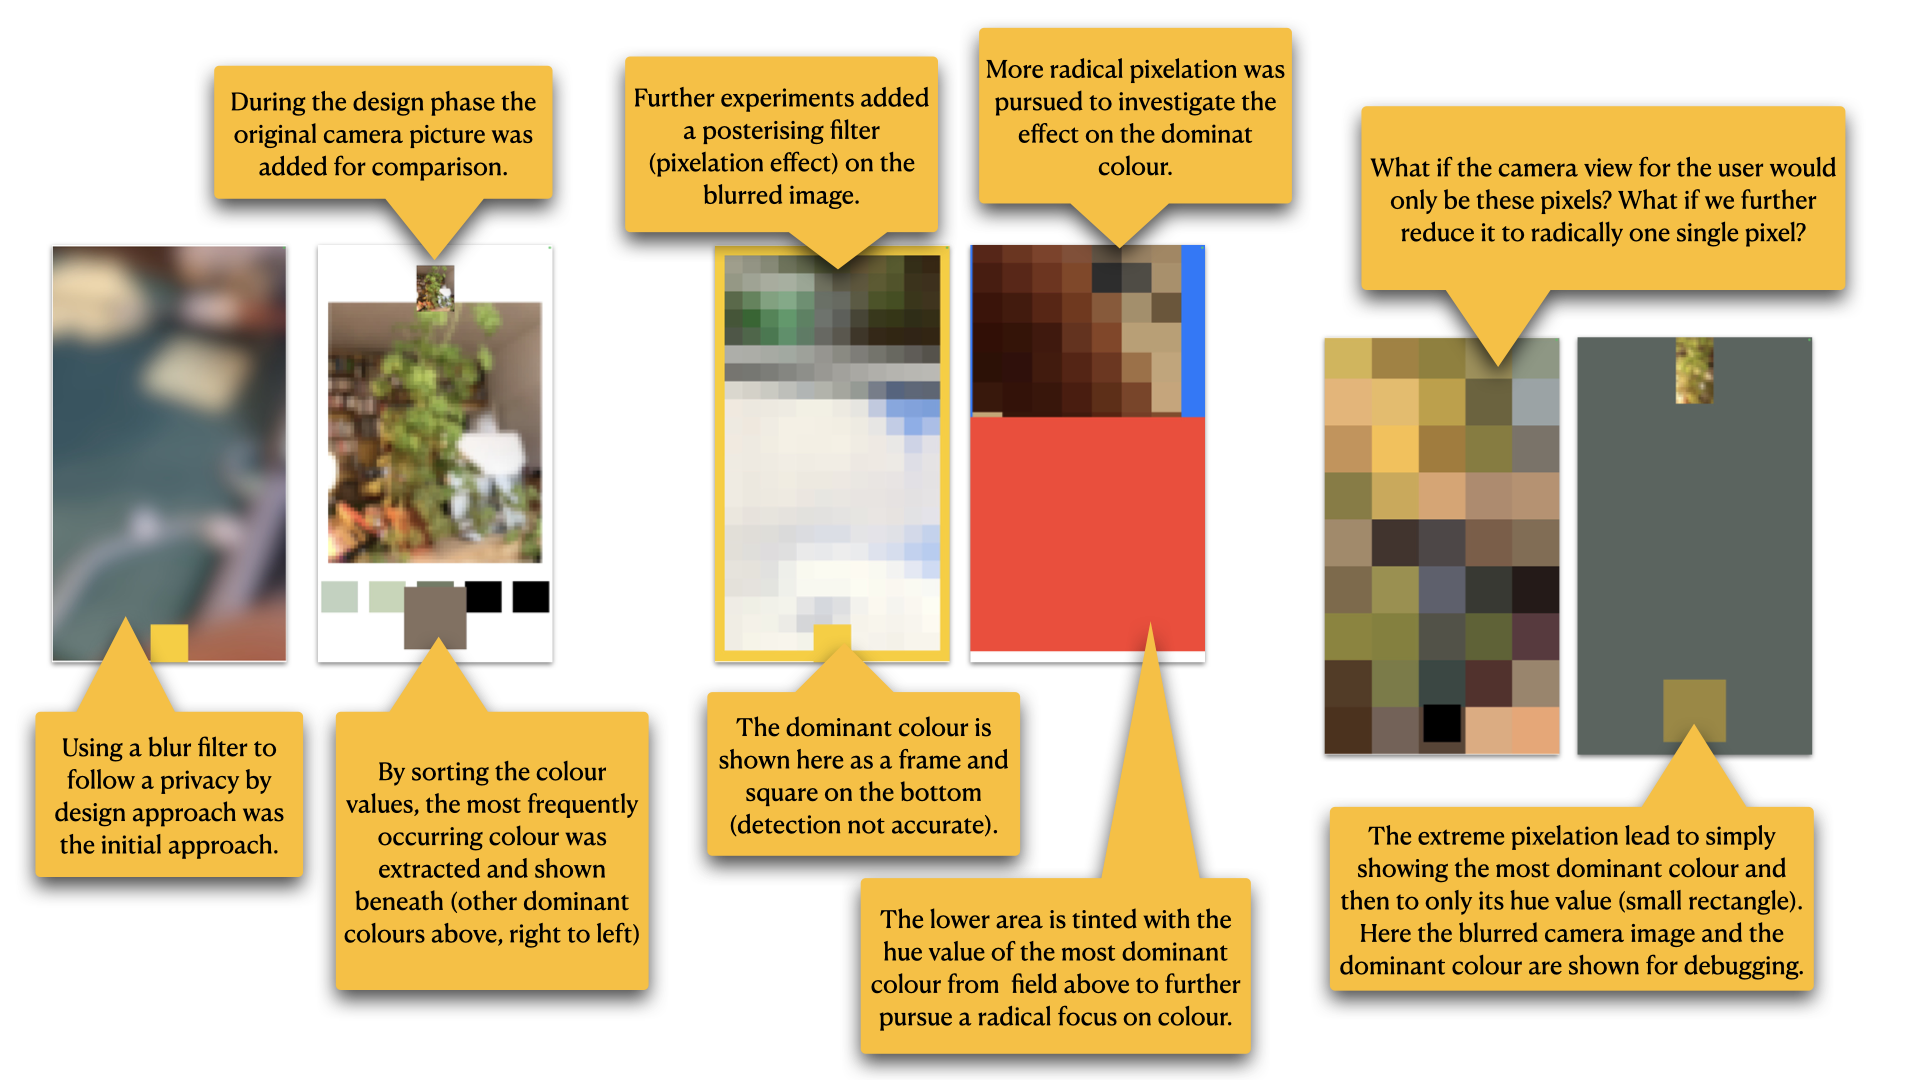 During the design phase the
original camera picture was
added for comparison.
Further experiments added
a posterising filter
(pixelation effect) on the
blurred image.
More radical pixelation was
pursued to investigate the
effect on the dominat
colour.
What if the camera view for the user would
only be these pixels? What if we further
reduce it to radically one single pixel?
Using a blur filter to
follow a privacy by
design approach was
the initial approach.
By sorting the colour
values, the most frequently
occurring colour was
extracted and shown
beneath (other dominant
colours above, right to left)
The dominant colour is
shown here as a frame and
square on the bottom
(detection not accurate).
The lower area is tinted with the
hue value of the most dominant
colour from  field above to further
pursue a radical focus on colour.
The extreme pixelation lead to simply
showing the most dominant colour and
then to only its hue value (small rectangle).
Here the blurred camera image and the
dominant colour are shown for debugging.